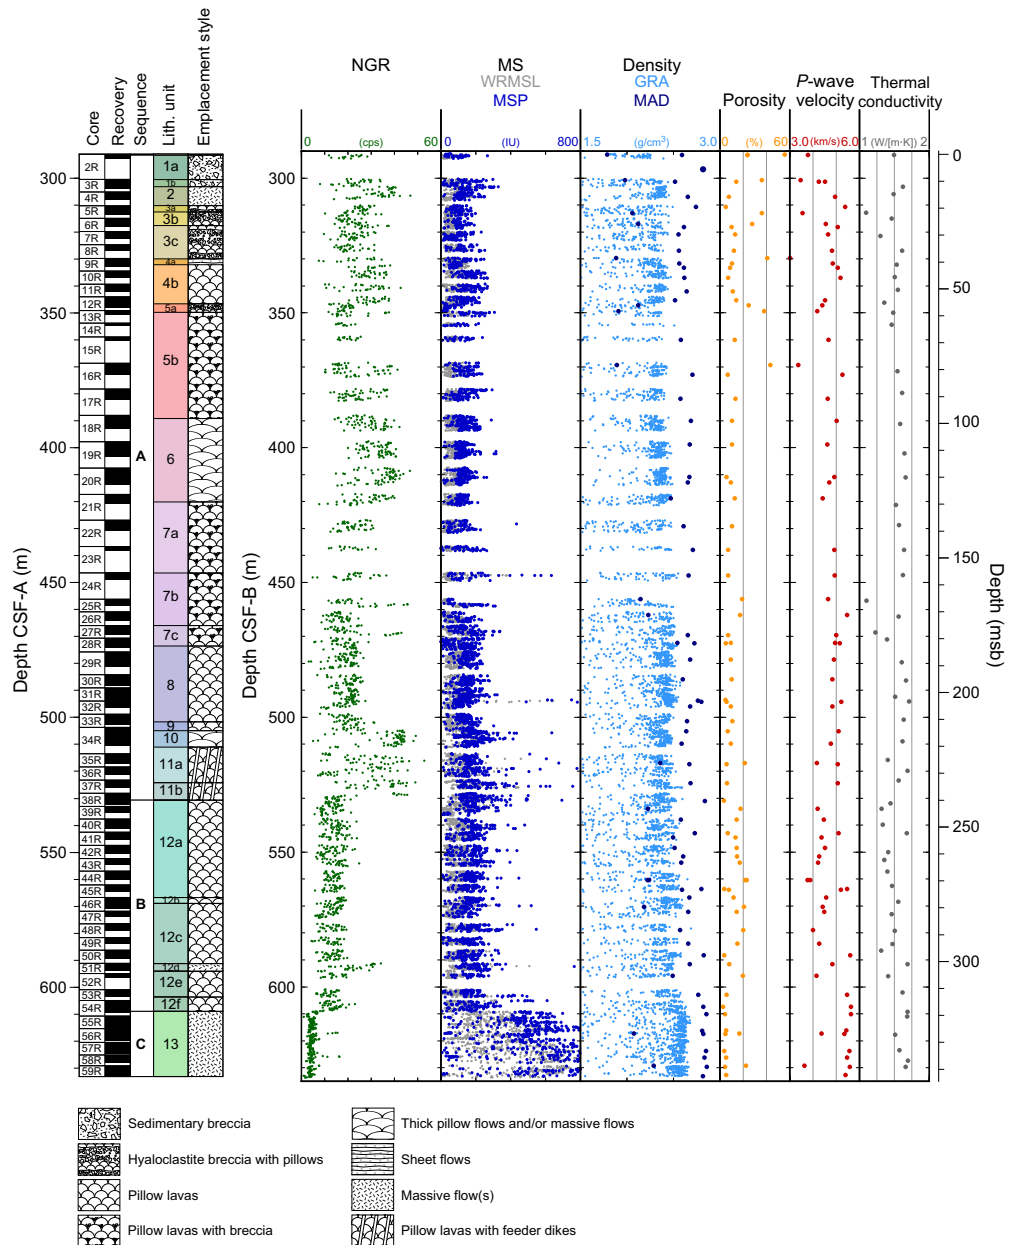 Core
Recovery
Sequence
Lith. unit
Emplacement style
NGR
MS
WRMSL
MSP
Density
GRA
MAD
Porosity
P-wave velocity
Thermal conductivity
0 (cps) 60
0 (IU) 800
1.5 (g/cm³) 3.0
0 (%) 60
3.0 (km/s) 6.0
1 (W/[m·K]) 2
Depth CSF-A (m)
300
350
400
450
500
550
600
2R
3R
4R
5R
6R
7R
8R
9R
10R
11R
12R
13R
14R
15R
16R
17R
18R
19R
20R
21R
22R
23R
24R
25R
26R
27R
28R
29R
30R
31R
32R
33R
34R
35R
36R
37R
38R
39R
40R
41R
42R
43R
44R
45R
46R
47R
48R
49R
50R
51R
52R
53R
54R
55R
56R
57R
58R
59R
A
B
C
1a
1b
2
3a
3b
3c
4a
4b
5a
5b
6
7a
7b
7c
8
9
10
11a
11b
12a
12b
12c
12d
12e
12f
13
Depth CSF-B (m)
300
350
400
450
500
550
600
Depth (msb)
0
50
100
150
200
250
300
Sedimentary breccia
Hyaloclastite breccia with pillows
Pillow lavas
Pillow lavas with breccia
Thick pillow flows and/or massive flows
Sheet flows
Massive flow(s)
Pillow lavas with feeder dikes